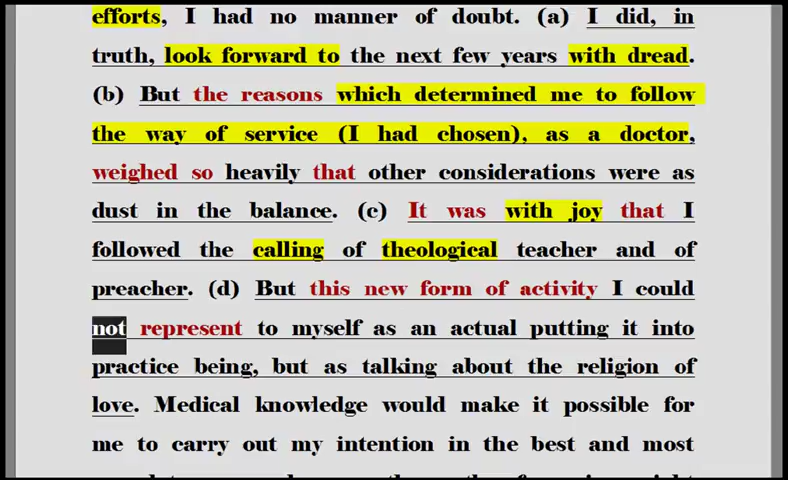 efforts, I had no manner of doubt. (a) I did, in
truth, look forward to the next few years with dread.
(b) But the reasons which determined me to follow
the way of service (I had chosen), as a doctor,
weighed so heavily that other considerations were as
dust in the balance. (c) It was with joy that I
followed the calling of theological teacher and of
preacher. (d) But this new form of activity I could
not represent to myself as an actual putting it into
practice being, but as talking about the religion of
love. Medical knowledge would make it possible for
me to carry out my intention in the best and most